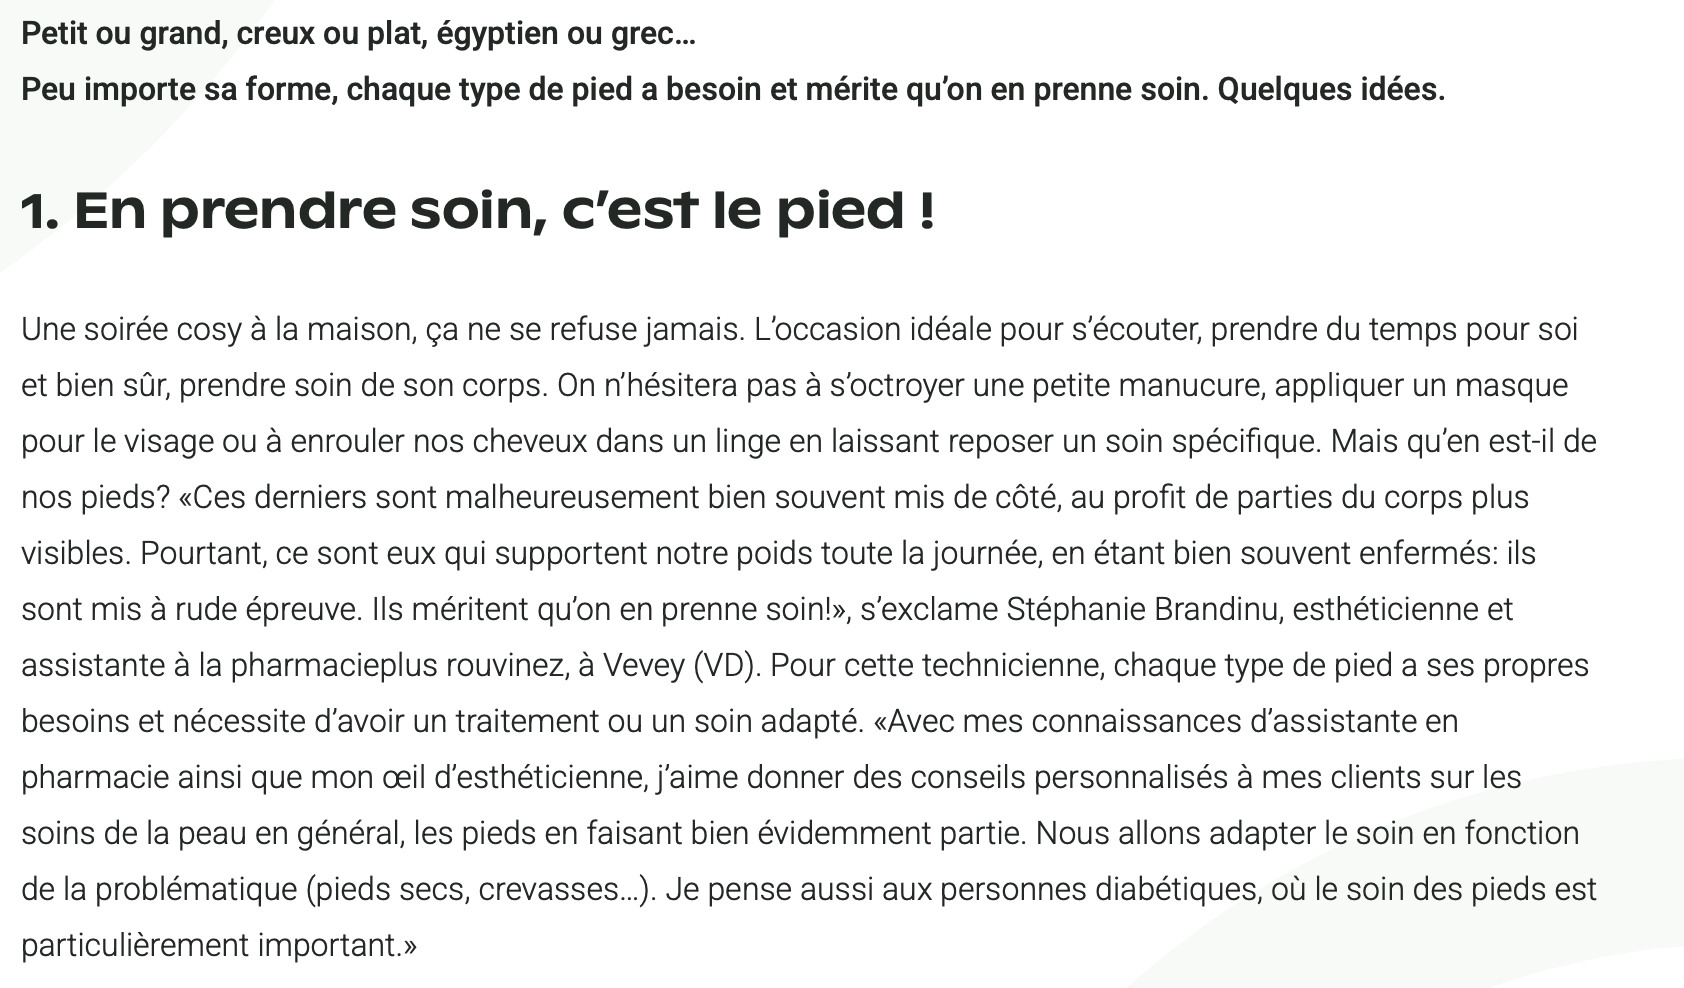 Petit ou grand, creux ou plat, égyptien ou grec…
Peu importe sa forme, chaque type de pied a besoin et mérite qu’on en prenne soin. Quelques idées.
1. En prendre soin, c’est le pied !
Une soirée cosy à la maison, ça ne se refuse jamais. L’occasion idéale pour s’écouter, prendre du temps pour soi
et bien sûr, prendre soin de son corps. On n’hésitera pas à s’octroyer une petite manucure, appliquer un masque
pour le visage ou à enrouler nos cheveux dans un linge en laissant reposer un soin spécifique. Mais qu’en est-il de
nos pieds? «Ces derniers sont malheureusement bien souvent mis de côté, au profit de parties du corps plus
visibles. Pourtant, ce sont eux qui supportent notre poids toute la journée, en étant bien souvent enfermés: ils
sont mis à rude épreuve. Ils méritent qu’on en prenne soin!», s’exclame Stéphanie Brandinu, esthéticienne et
assistante à la pharmacieplus rouvinez, à Vevey (VD). Pour cette technicienne, chaque type de pied a ses propres
besoins et nécessite d’avoir un traitement ou un soin adapté. «Avec mes connaissances d’assistante en
pharmacie ainsi que mon œil d’esthéticienne, j’aime donner des conseils personnalisés à mes clients sur les
soins de la peau en général, les pieds en faisant bien évidemment partie. Nous allons adapter le soin en fonction
de la problématique (pieds secs, crevasses…). Je pense aussi aux personnes diabétiques, où le soin des pieds est
particulièrement important.»